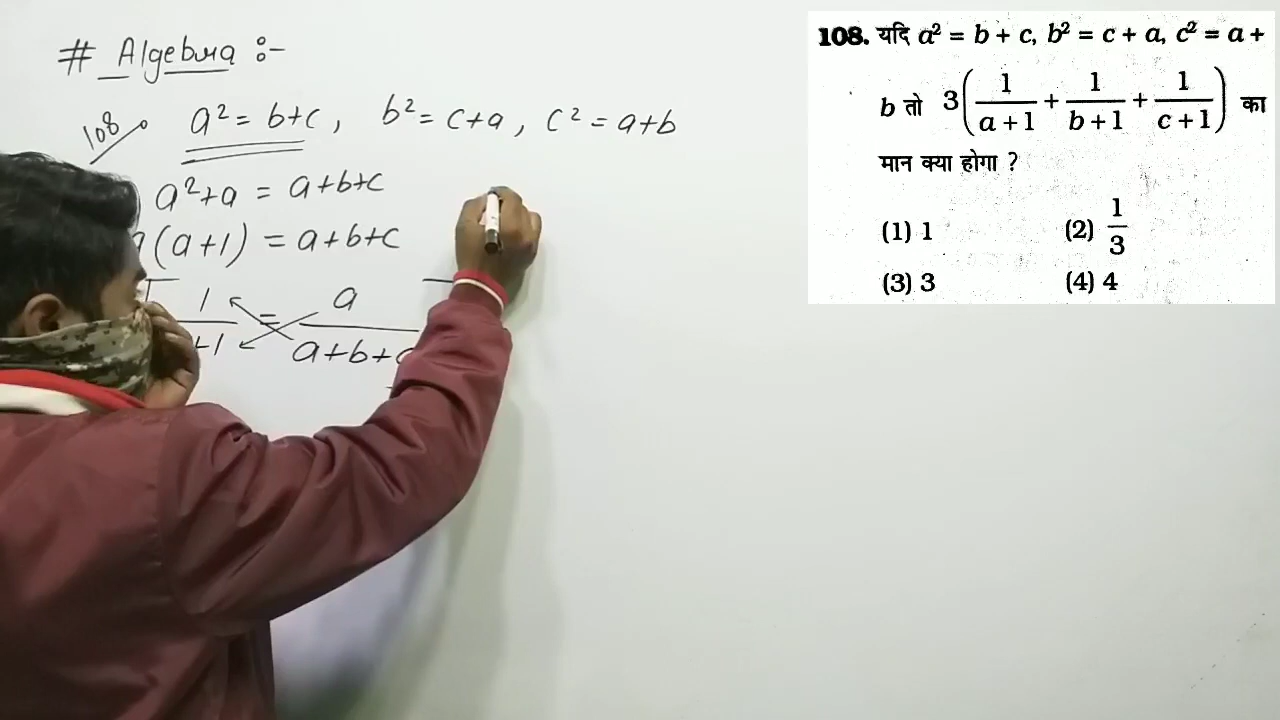 # Algebra :-
108 a² = b+c, b² = c+a, c² = a+b
a²+a = a+b+c
(a+1) = a+b+c
1 = a
+1 a+b+c
108. यदि a² = b + c, b² = c + a, c² = a +
b तो 3(1/(a+1) + 1/(b+1) + 1/(c+1)) का
मान क्या होगा ?
(1) 1 (2) 1/3
(3) 3 (4) 4